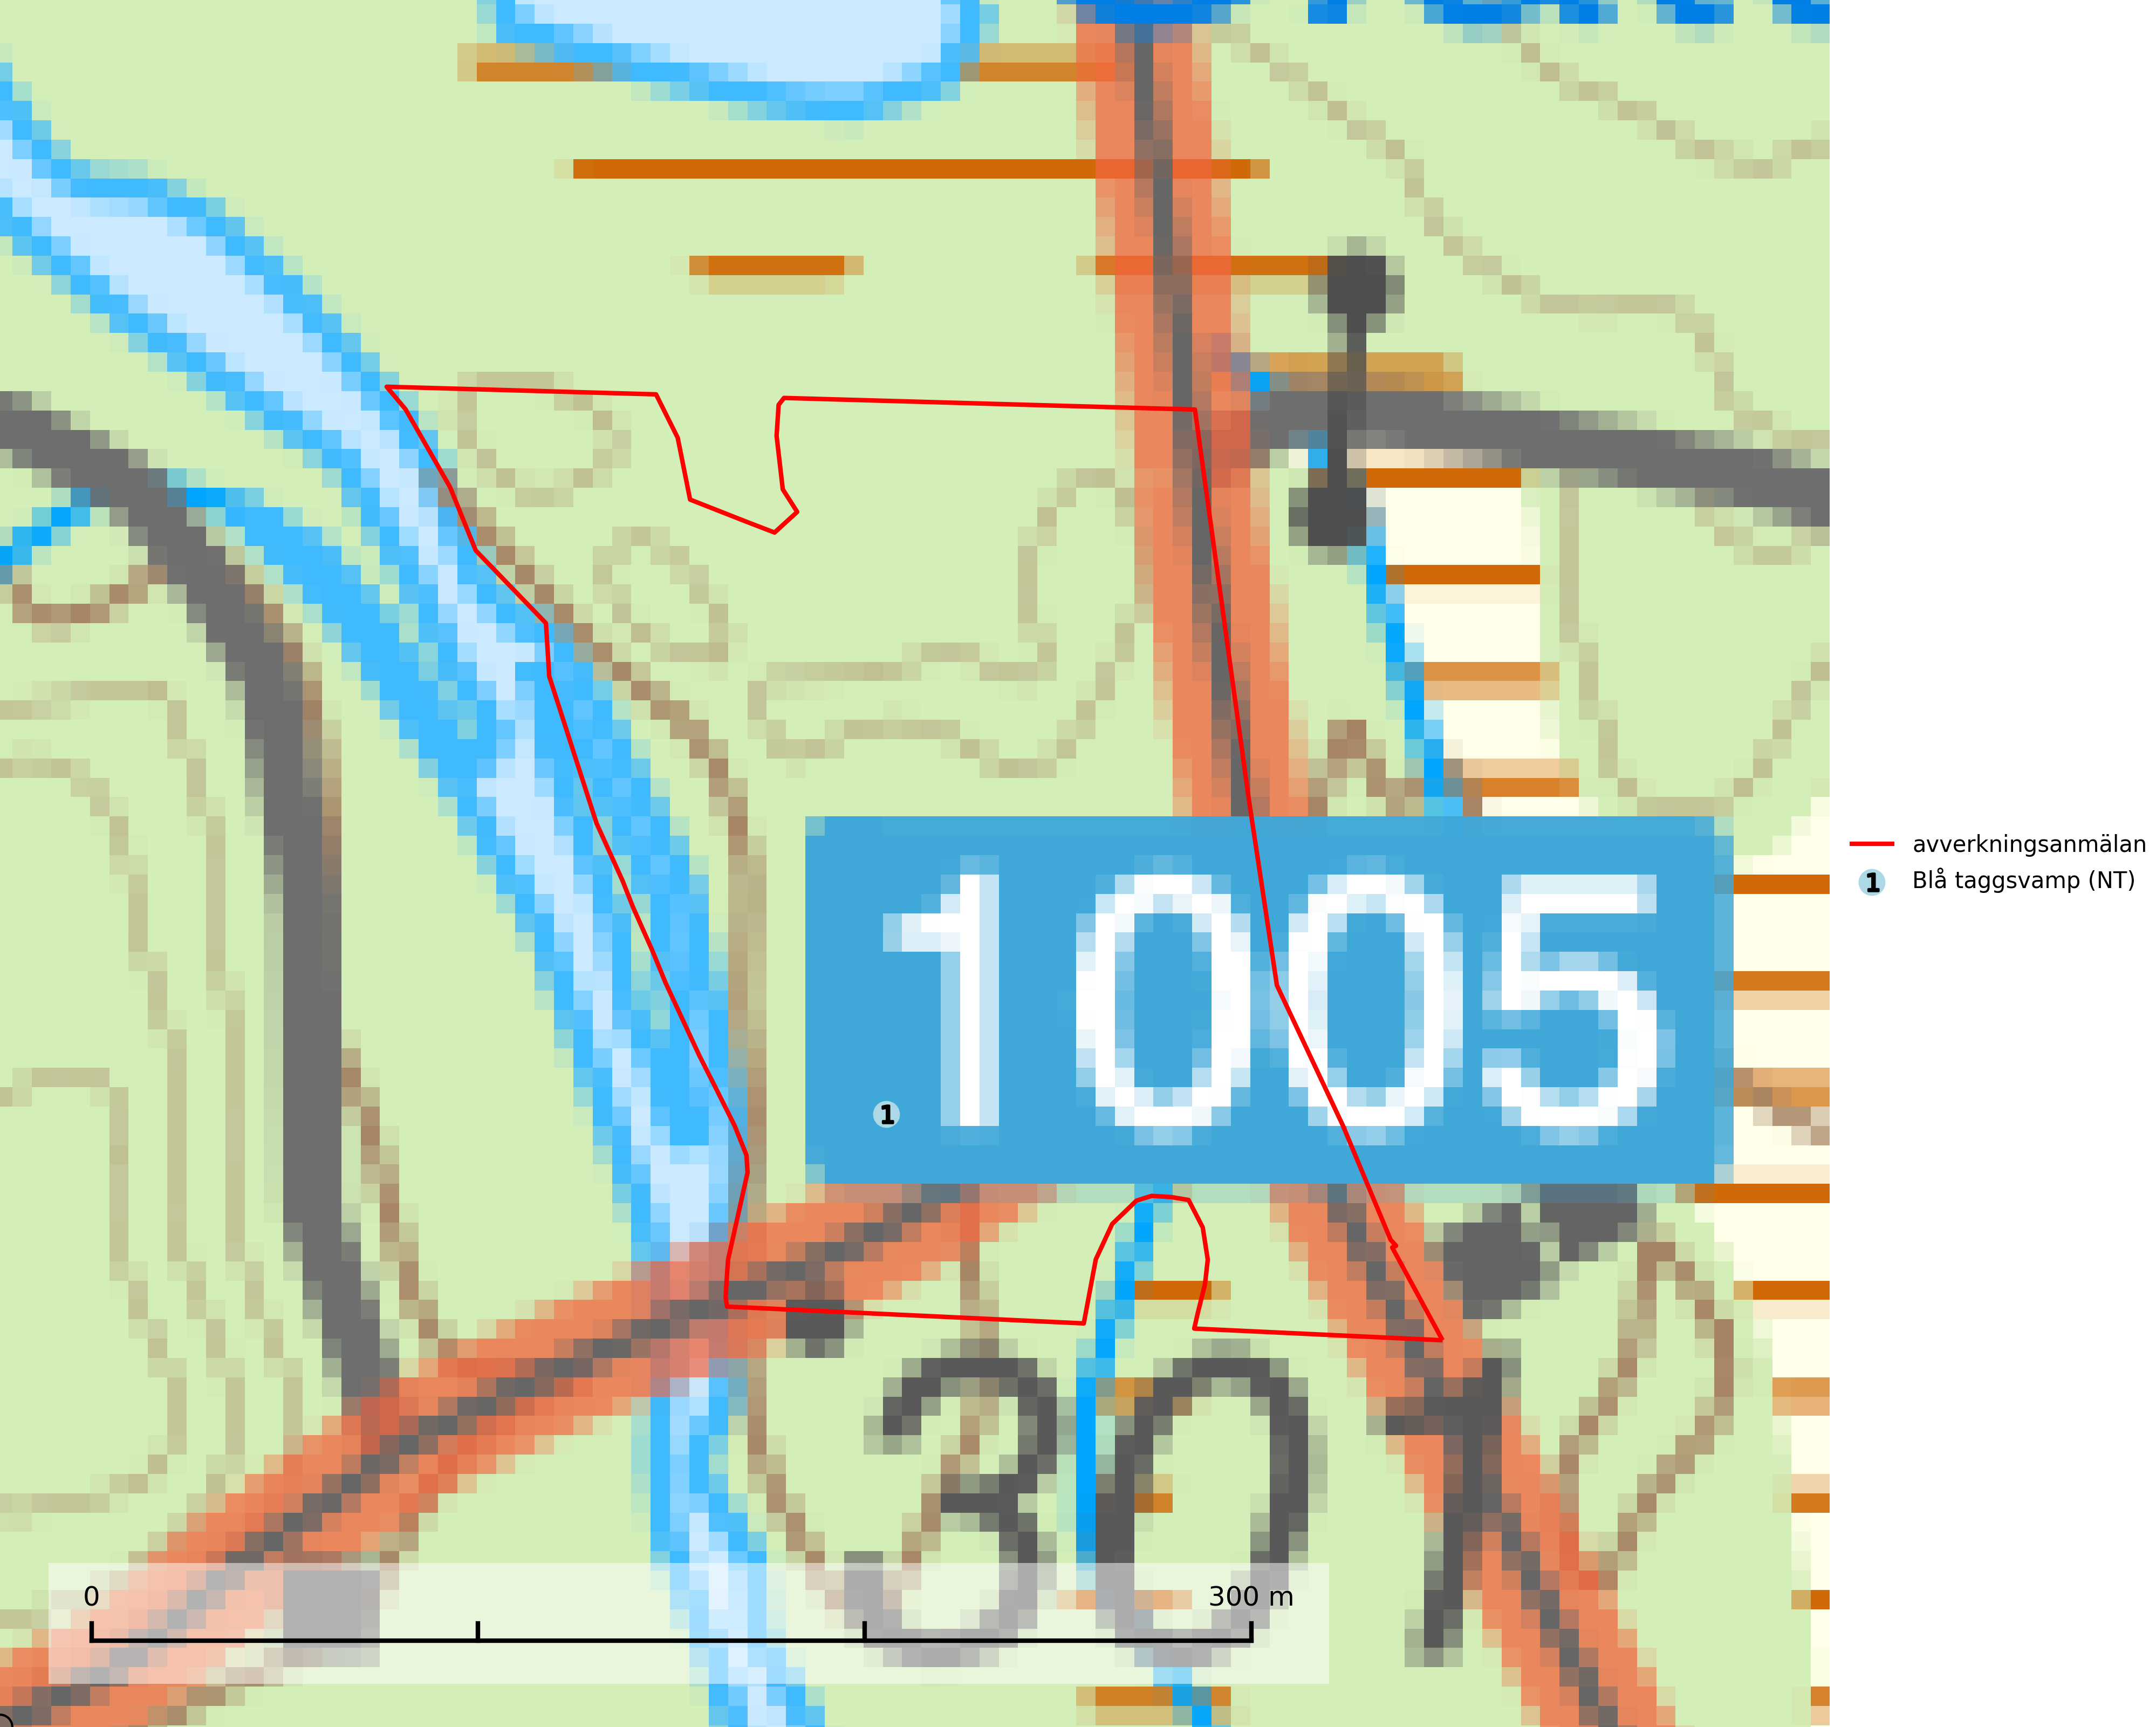 1005
1
30
0 300 m
avverkningsanmälan
1 Blå taggsvamp (NT)